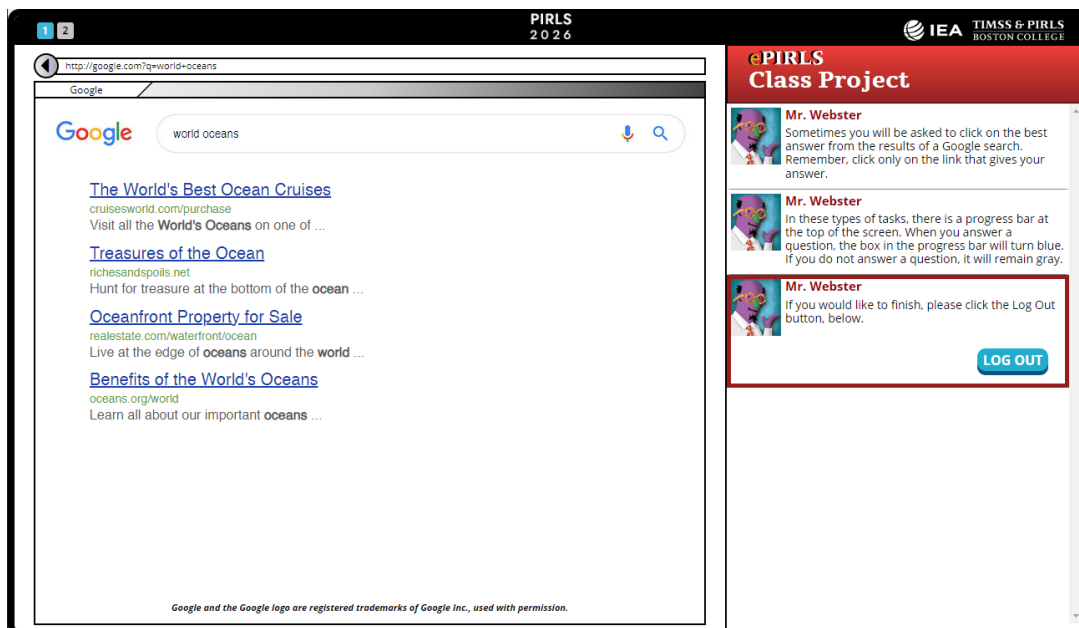 1 2
PIRLS
2026
IEA
TIMSS & PIRLS
BOSTON COLLEGE
http://google.com?q=world+oceans
Google
Google
world oceans
The World's Best Ocean Cruises
cruisesworld.com/purchase
Visit all the World's Oceans on one of ...
Treasures of the Ocean
richesandspoils.net
Hunt for treasure at the bottom of the ocean ...
Oceanfront Property for Sale
realestate.com/waterfront/ocean
Live at the edge of oceans around the world ...
Benefits of the World's Oceans
oceans.org/world
Learn all about our important oceans ...
Google and the Google logo are registered trademarks of Google Inc., used with permission.
ePIRLS
Class Project
Mr. Webster
Sometimes you will be asked to click on the best
answer from the results of a Google search.
Remember, click only on the link that gives your
answer.
Mr. Webster
In these types of tasks, there is a progress bar at
the top of the screen. When you answer a
question, the box in the progress bar will turn blue.
If you do not answer a question, it will remain gray.
Mr. Webster
If you would like to finish, please click the Log Out
button, below.
LOG OUT